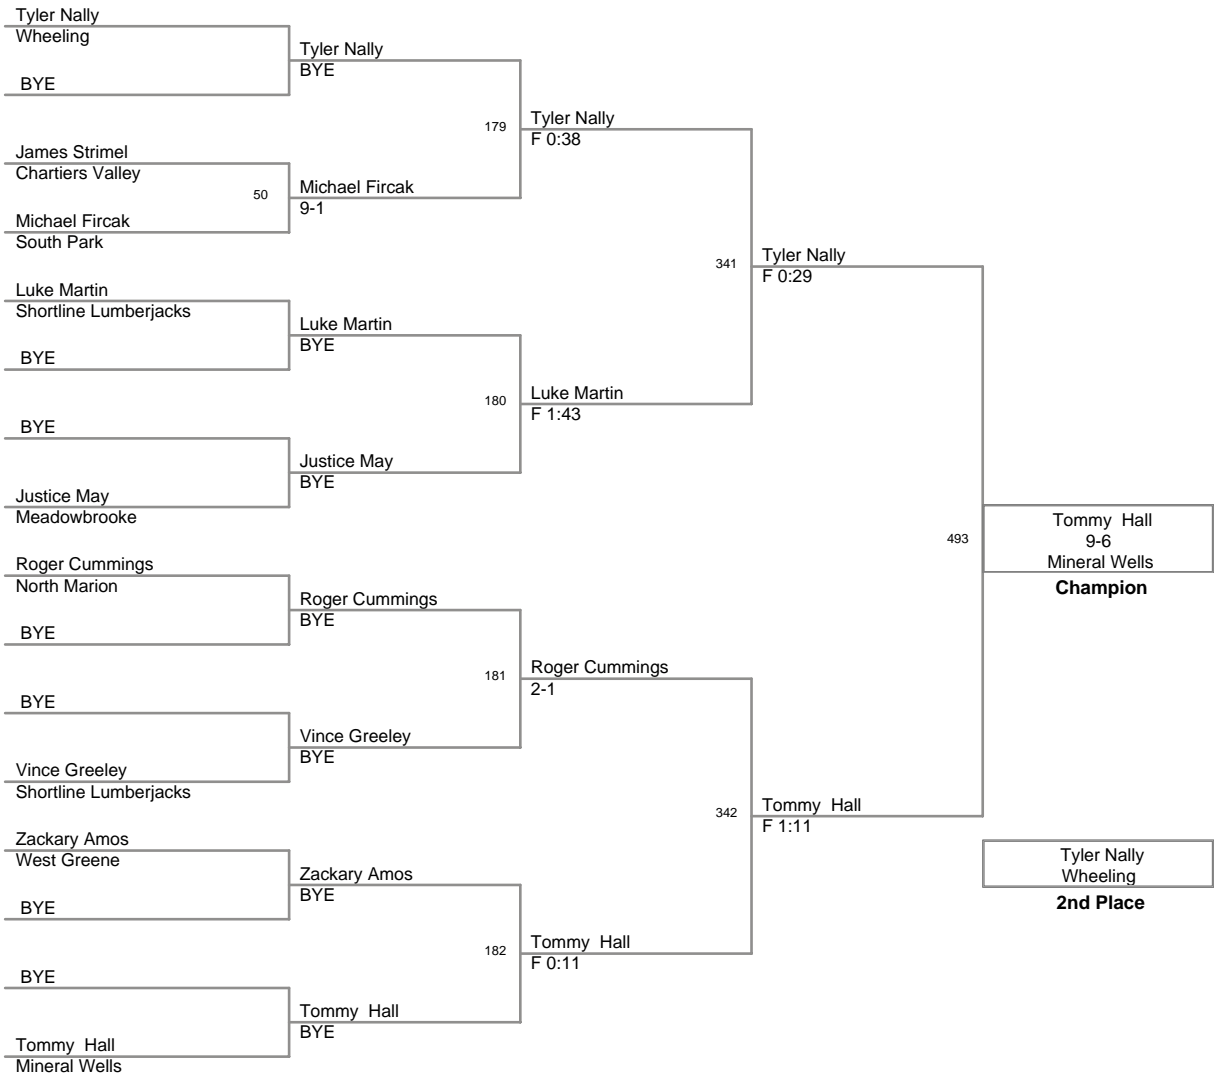 Tyler Nally
Wheeling
BYE
James Strimel
Chartiers Valley
50
Michael Fircak
South Park
Luke Martin
Shortline Lumberjacks
BYE
BYE
Justice May
Meadowbrooke
Roger Cummings
North Marion
BYE
BYE
Vince Greeley
Shortline Lumberjacks
Zackary Amos
West Greene
BYE
BYE
Tommy Hall
Mineral Wells
Tyler Nally
BYE
179
Michael Fircak
9-1
Luke Martin
BYE
180
Justice May
BYE
Roger Cummings
BYE
181
Vince Greeley
BYE
Zackary Amos
BYE
182
Tommy Hall
BYE
Tyler Nally
F 0:38
341
Luke Martin
F 1:43
Roger Cummings
2-1
342
Tommy Hall
F 0:11
Tyler Nally
F 0:29
493
Tommy Hall
F 1:11
Tommy Hall
9-6
Mineral Wells
Champion
Tyler Nally
Wheeling
2nd Place